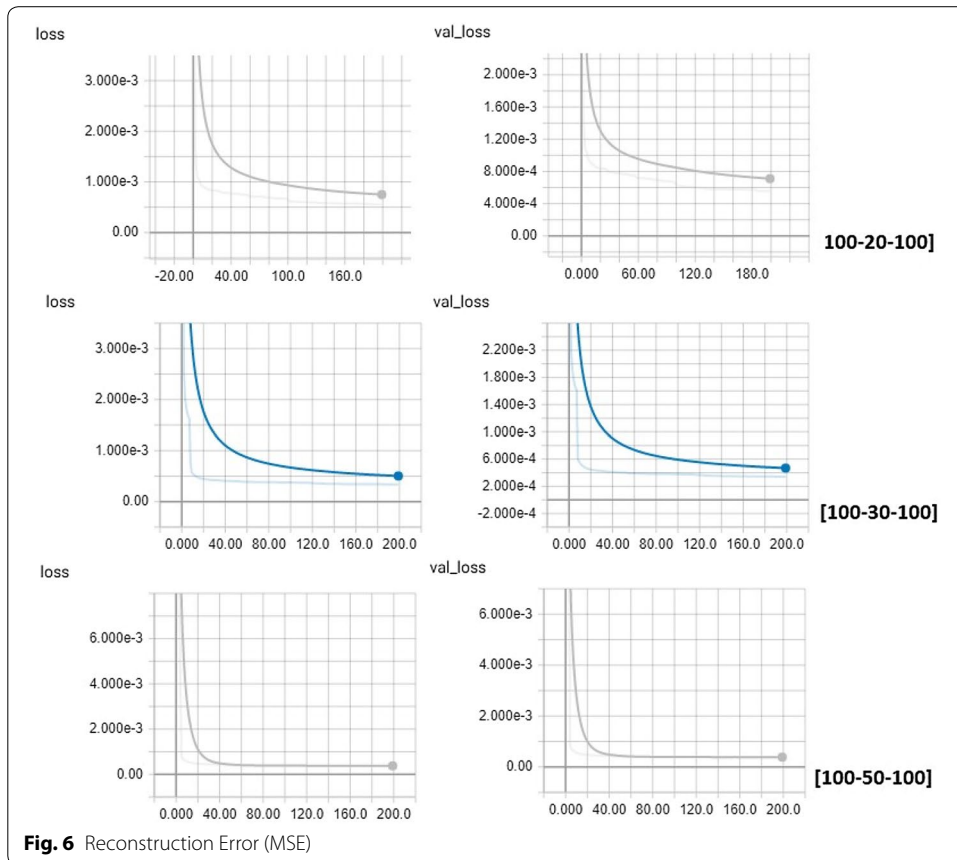 loss
3.000e-3
2.000e-3
1.000e-3
0.00
-20.00 40.00 100.0 160.0
val_loss
2.000e-3
1.600e-3
1.200e-3
8.000e-4
4.000e-4
0.00
0.000 60.00 120.0 180.0
100-20-100]
loss
3.000e-3
2.000e-3
1.000e-3
0.00
0.000 40.00 80.00 120.0 160.0 200.0
val_loss
2.200e-3
1.800e-3
1.400e-3
1.000e-3
6.000e-4
2.000e-4
-2.000e-4
0.000 40.00 80.00 120.0 160.0 200.0
[100-30-100]
loss
6.000e-3
4.000e-3
2.000e-3
0.00
0.000 40.00 80.00 120.0 160.0 200.0
val_loss
6.000e-3
4.000e-3
2.000e-3
0.00
0.000 40.00 80.00 120.0 160.0 200.0
[100-50-100]
Fig. 6 Reconstruction Error (MSE)